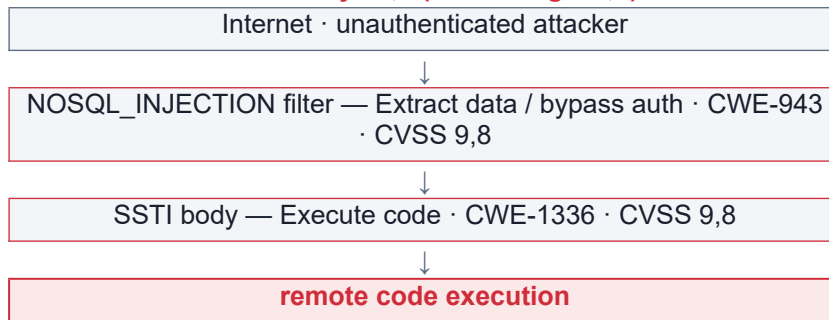 Internet · unauthenticated attacker
↓
NOSQL_INJECTION filter — Extract data / bypass auth · CWE-943
· CVSS 9,8
↓
SSTI body — Execute code · CWE-1336 · CVSS 9,8
↓
remote code execution